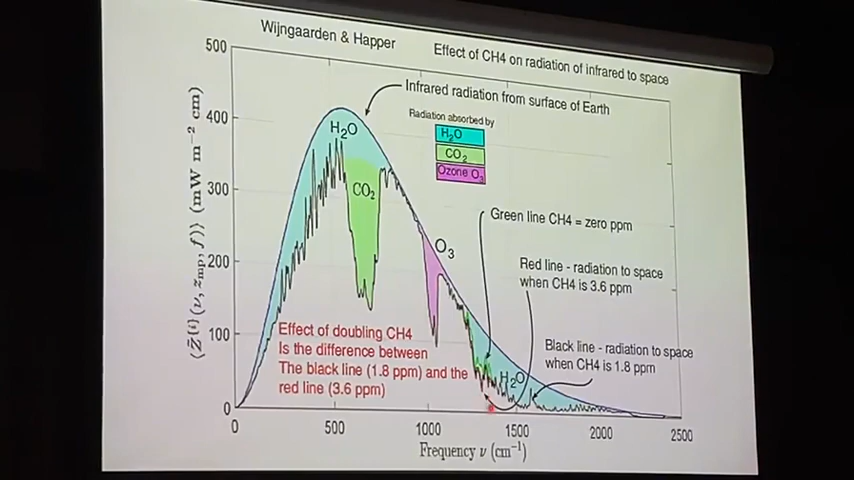 Wijngaarden & Happer
Effect of CH4 on radiation of infrared to space
Infrared radiation from surface of Earth
Radiation absorbed by
H₂O
CO₂
Ozone O₃
H₂O
CO₂
O₃
Green line CH4 = zero ppm
Red line - radiation to space
when CH4 is 3.6 ppm
Black line - radiation to space
when CH4 is 1.8 ppm
Effect of doubling CH4
Is the difference between
The black line (1.8 ppm) and the
red line (3.6 ppm)
H₂O
500
400
300
200
100
0
⟨Z̃^{i}(ν, z_mp, f)⟩ (mW m⁻² cm)
0 500 1000 1500 2000 2500
Frequency ν (cm⁻¹)